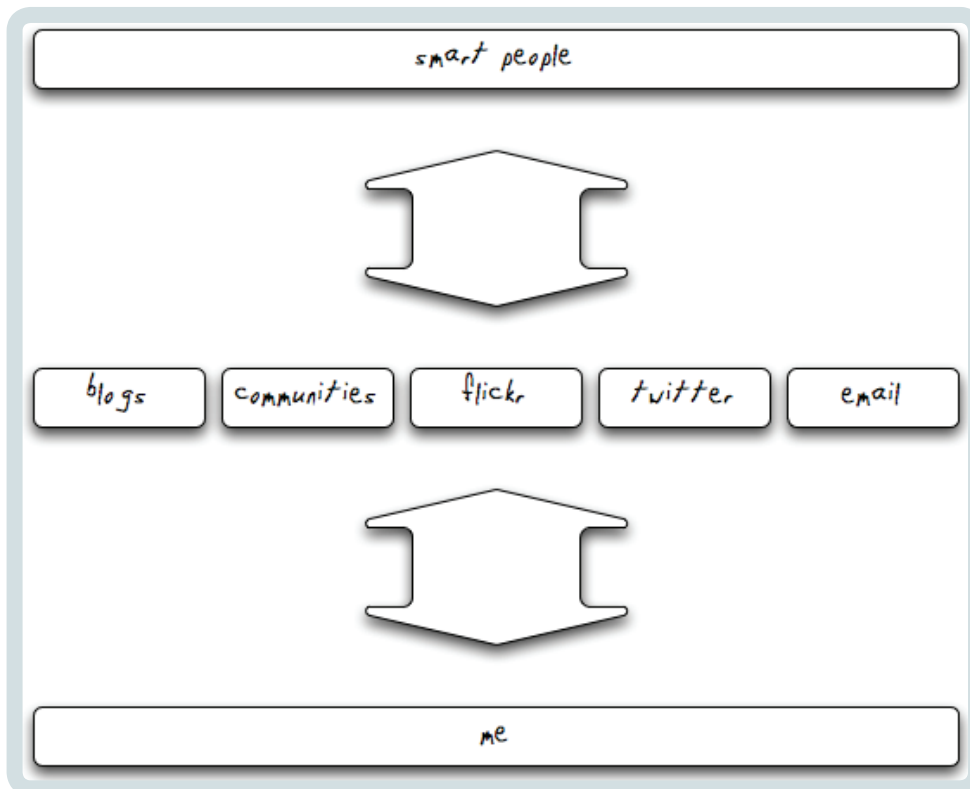 smart people
blogs
communities
flickr
twitter
email
me